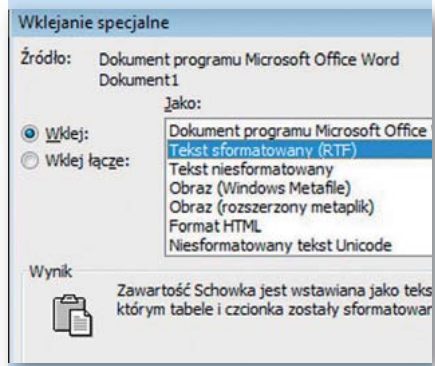 Wklejanie specjalne
Źródło: Dokument programu Microsoft Office Word
Dokument1
Jako:
Wklej:
Wklej łącze:
Dokument programu Microsoft Office
Tekst sformatowany (RTF)
Tekst niesformatowany
Obraz (Windows Metafile)
Obraz (rozszerzony metaplik)
Format HTML
Niesformatowany tekst Unicode
Wynik
Zawartość Schowka jest wstawiana jako teks
którym tabele i czcionka zostały sformatowar